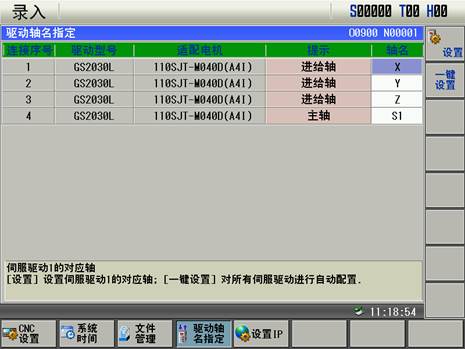 录入 S00000 T00 H00
驱动轴名指定 O0900 N00001
连接序号 驱动型号 适配电机 提示 轴名
1 GS2030L 110SJT-M040D(A4I) 进给轴 X
2 GS2030L 110SJT-M040D(A4I) 进给轴 Y
3 GS2030L 110SJT-M040D(A4I) 进给轴 Z
4 GS2030L 110SJT-M040D(A4I) 主轴 S1
设置
一键
设置
伺服驱动1的对应轴
[设置] 设置伺服驱动1的对应轴; [一键设置] 对所有伺服驱动进行自动配置.
11:18:54
CNC
设置
系统
时间
文件
管理
驱动轴
名指定
设置IP